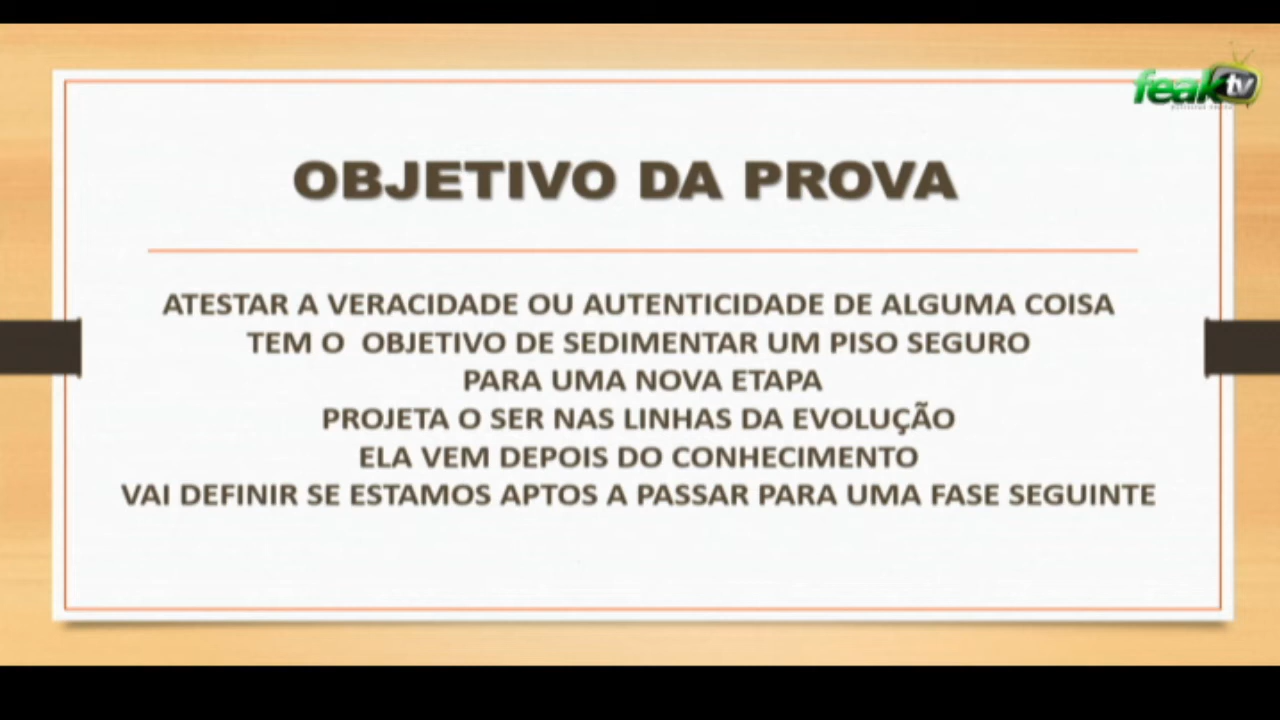 feak tv
OBJETIVO DA PROVA
ATESTAR A VERACIDADE OU AUTENTICIDADE DE ALGUMA COISA
TEM O  OBJETIVO DE SEDIMENTAR UM PISO SEGURO
PARA UMA NOVA ETAPA
PROJETA O SER NAS LINHAS DA EVOLUÇÃO
ELA VEM DEPOIS DO CONHECIMENTO
VAI DEFINIR SE ESTAMOS APTOS A PASSAR PARA UMA FASE SEGUINTE